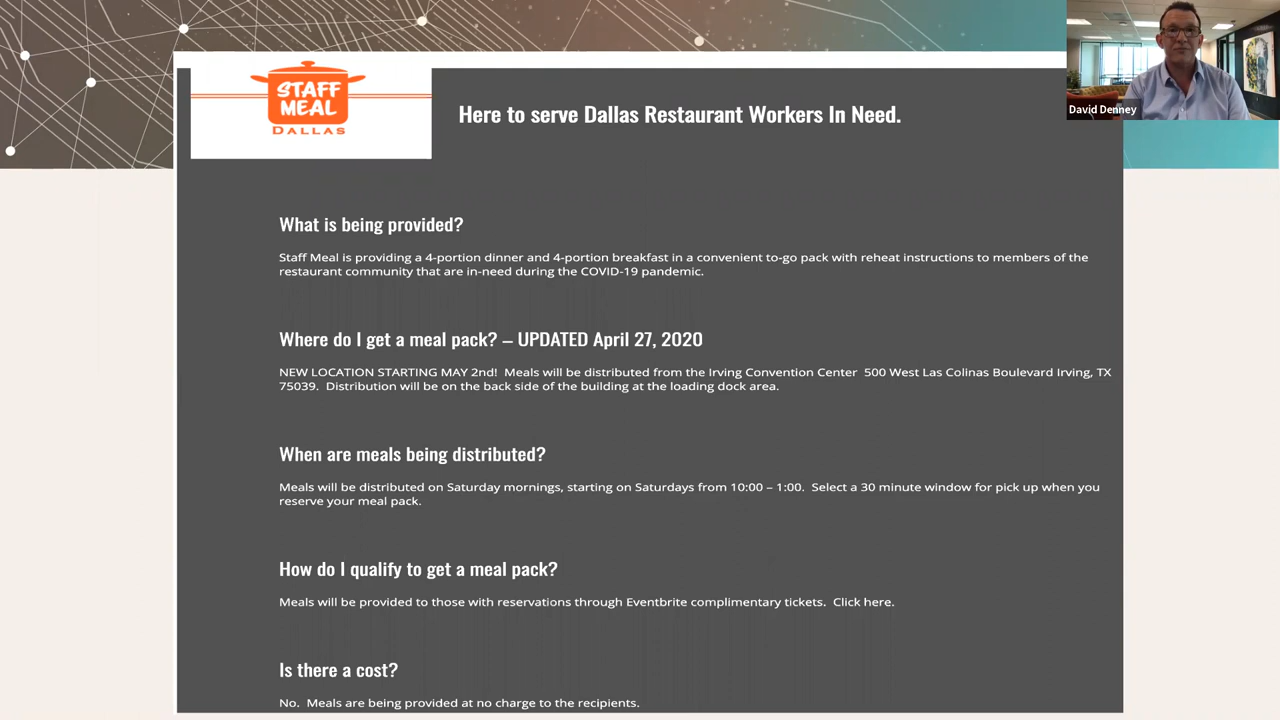 STAFF
MEAL
DALLAS
Here to serve Dallas Restaurant Workers In Need.
David Denney
What is being provided?
Staff Meal is providing a 4-portion dinner and 4-portion breakfast in a convenient to-go pack with reheat instructions to members of the
restaurant community that are in-need during the COVID-19 pandemic.
Where do I get a meal pack? – UPDATED April 27, 2020
NEW LOCATION STARTING MAY 2nd!  Meals will be distributed from the Irving Convention Center  500 West Las Colinas Boulevard Irving, TX
75039.  Distribution will be on the back side of the building at the loading dock area.
When are meals being distributed?
Meals will be distributed on Saturday mornings, starting on Saturdays from 10:00 – 1:00.  Select a 30 minute window for pick up when you
reserve your meal pack.
How do I qualify to get a meal pack?
Meals will be provided to those with reservations through Eventbrite complimentary tickets.  Click here.
Is there a cost?
No.  Meals are being provided at no charge to the recipients.